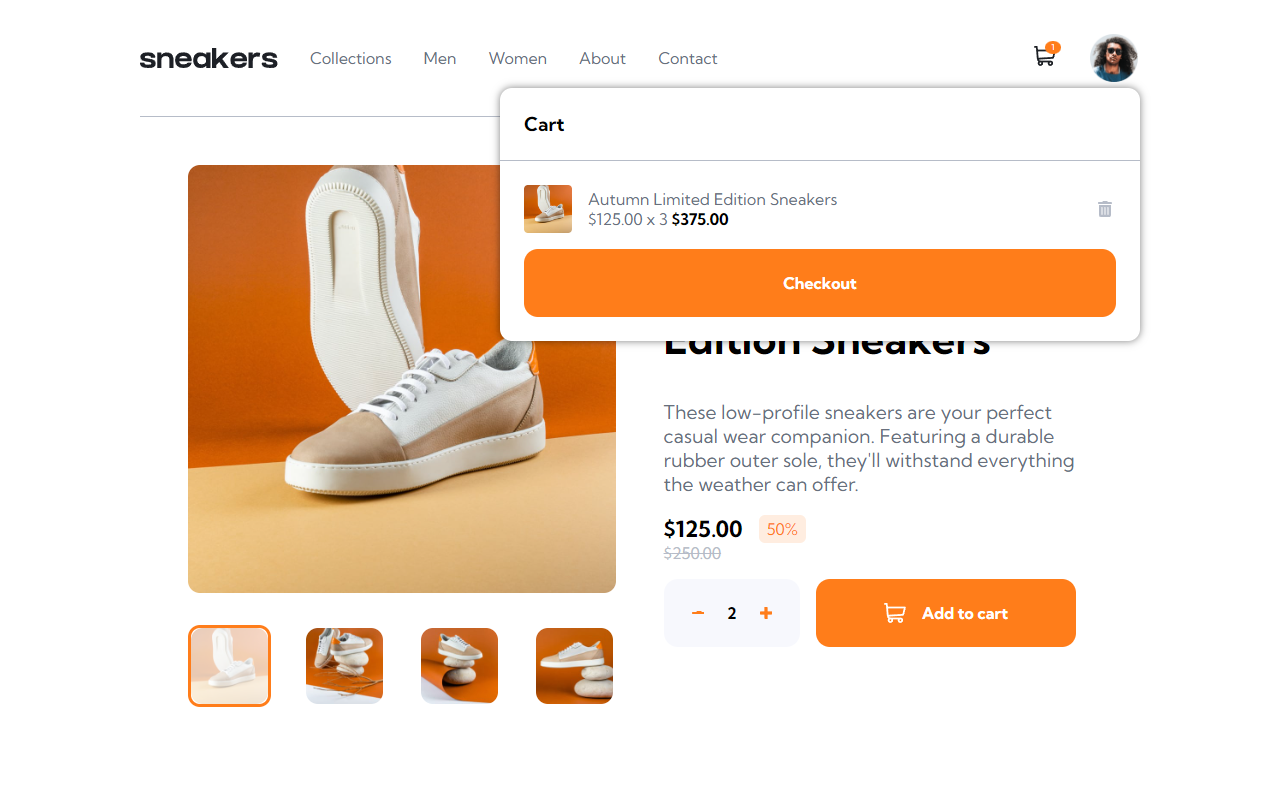 sneakers Collections Men Women About Contact 1
Cart
Autumn Limited Edition Sneakers
$125.00 x 3 $375.00
Checkout
Edition Sneakers
These low-profile sneakers are your perfect
casual wear companion. Featuring a durable
rubber outer sole, they'll withstand everything
the weather can offer.
$125.00 50%
$250.00
2 Add to cart